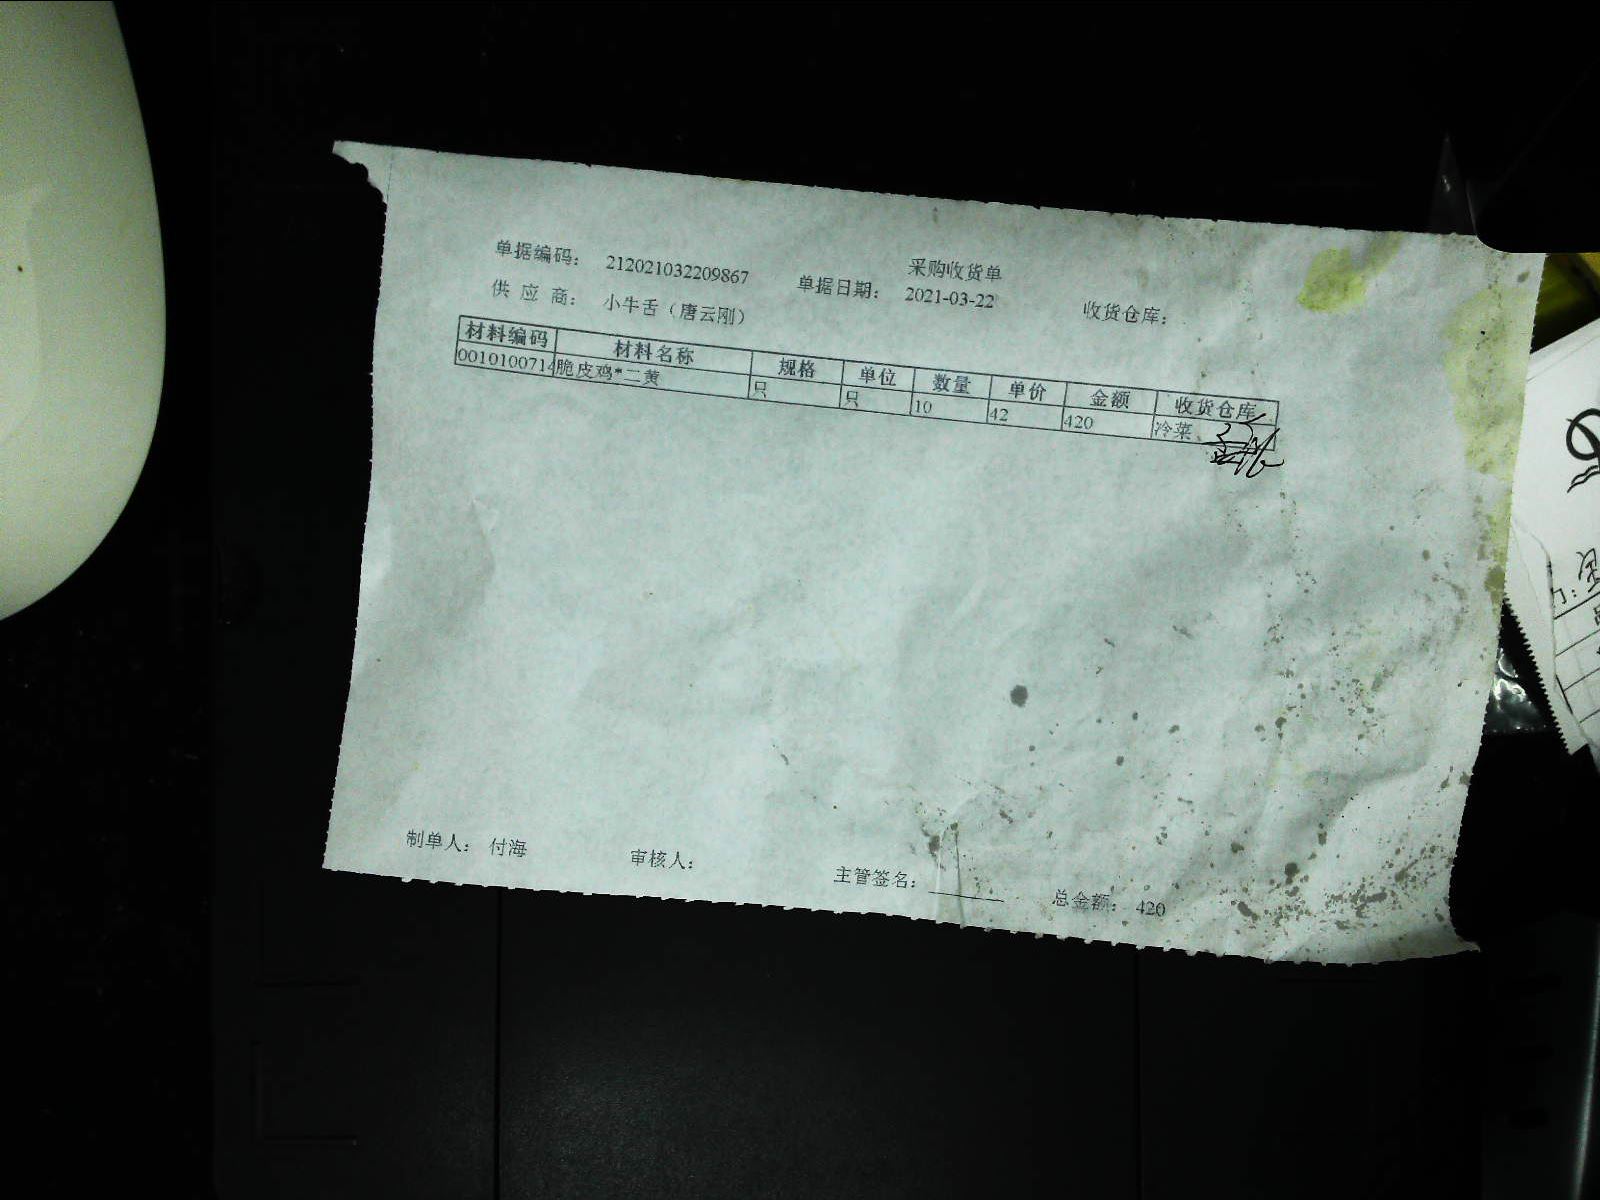 采购收货单
单据编码： 212021032209867 单据日期： 2021-03-22 收货仓库：
供 应 商： 小牛舌（唐云刚）
材料编码 材料名称 规格 单位 数量 单价 金额 收货仓库
0010100714 脆皮鸡*二黄 只 只 10 42 420 冷菜、
制单人： 付海 审核人： 主管签名： 总金额： 420